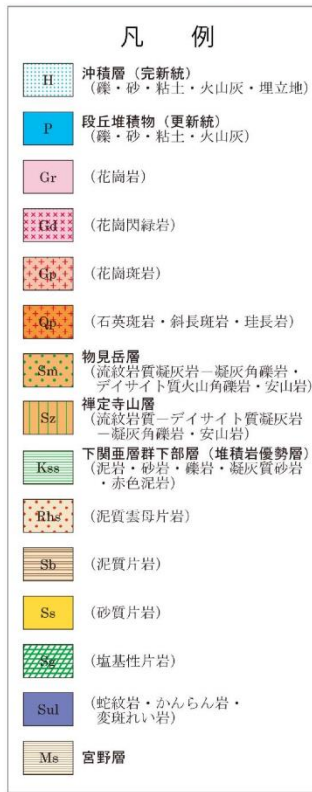 凡　例
H
沖積層（完新統）
（礫・砂・粘土・火山灰・埋立地）
P
段丘堆積物（更新統）
（礫・砂・粘土・火山灰）
Gr
（花崗岩）
Gd
（花崗閃緑岩）
Gp
（花崗斑岩）
Qp
（石英斑岩・斜長斑岩・珪長岩）
Sm
物見岳層
（流紋岩質凝灰岩－凝灰角礫岩・
デイサイト質火山角礫岩・安山岩）
Sz
禅定寺山層
（流紋岩質－デイサイト質凝灰岩
－凝灰角礫岩・安山岩）
Kss
下関亜層群下部層（堆積岩優勢層）
（泥岩・砂岩・礫岩・凝灰質砂岩
・赤色泥岩）
Rhs
（泥質雲母片岩）
Sb
（泥質片岩）
Ss
（砂質片岩）
Sg
（塩基性片岩）
Sul
（蛇紋岩・かんらん岩・
変斑れい岩）
Ms
宮野層